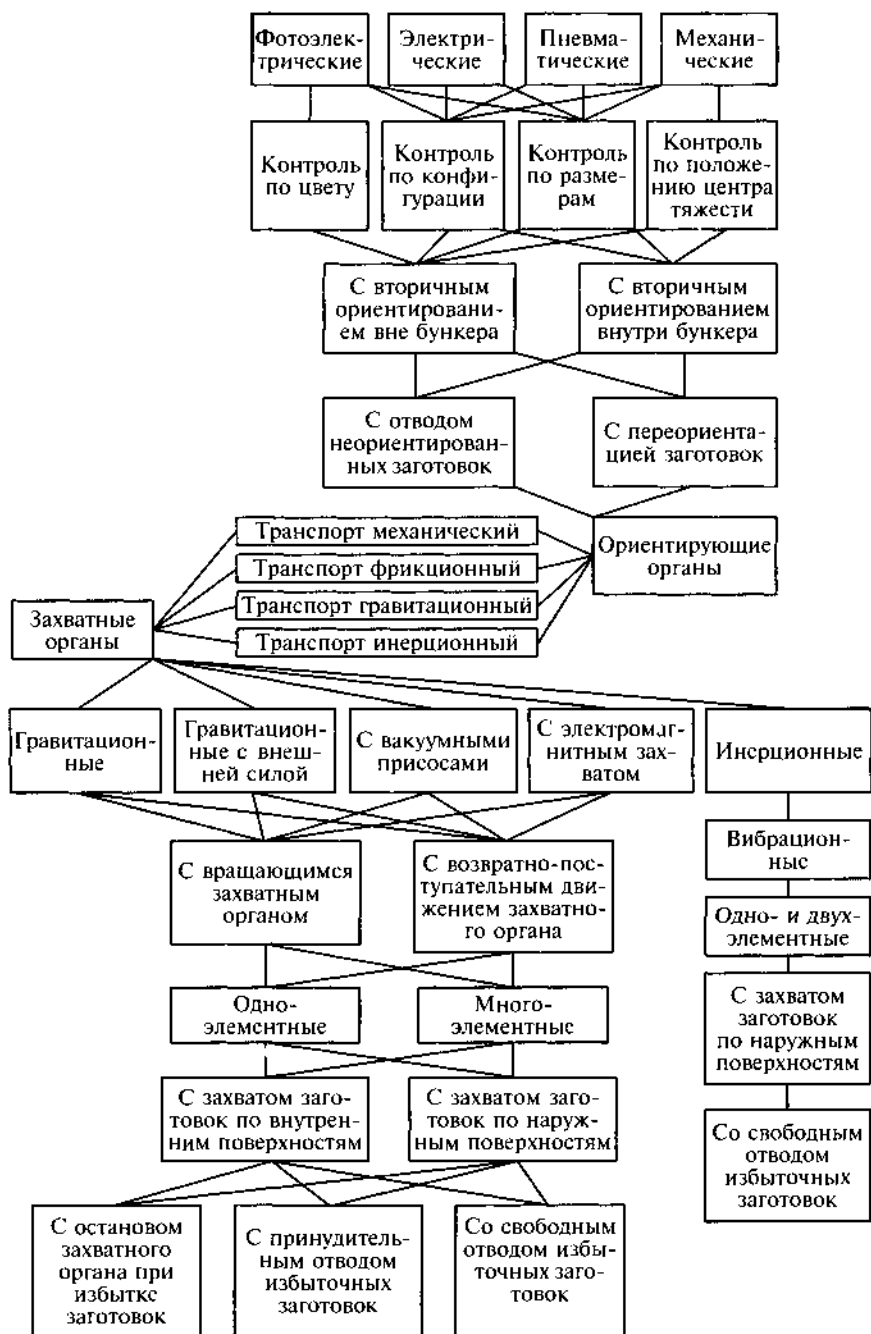 Фотоэлек-
трические
Электри-
ческие
Пневма-
тические
Механи-
ческие
Контроль
по цвету
Контроль
по конфи-
гурации
Контроль
по разме-
рам
Контроль
по положе-
нию центра
тяжести
С вторичным
ориентировани-
ем вне бункера
С вторичным
ориентированием
внутри бункера
С отводом
неориентирован-
ных заготовок
С переориента-
цией заготовок
Транспорт механический
Транспорт фрикционный
Транспорт гравитационный
Транспорт инерционный
Ориентирующие
органы
Захватные
органы
Гравитацион-
ные
Гравитацион-
ные с внеш-
ней силой
С вакуумными
присосами
С электромаг-
нитным зах-
ватом
Инерционные
С вращающимся
захватным
органом
С возвратно-пос-
тупательным дви-
жением захватно-
го органа
Вибрацион-
ные
Одно- и двух-
элементные
Одно-
элементные
Много-
элементные
С захватом
заготовок
по наружным
поверхностям
С захватом заго-
товок по внутрен-
ним поверхностям
С захватом заго-
товок по наруж-
ным поверхностям
Со свободным
отводом
избыточных
заготовок
С остановом
захватного
органа при
избытке
заготовок
С принудитель-
ным отводом
избыточных
заготовок
Со свободным
отводом избы-
точных заго-
товок